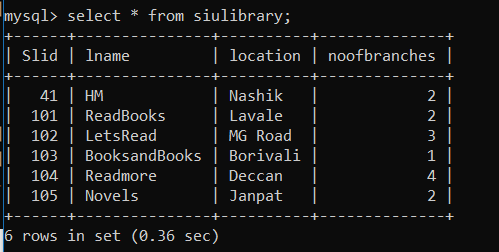 mysql> select * from siulibrary;
+------+---------------+----------+--------------+
| Slid | lname         | location | noofbranches |
+------+---------------+----------+--------------+
|   41 | HM            | Nashik   |            2 |
|  101 | ReadBooks     | Lavale   |            2 |
|  102 | LetsRead      | MG Road  |            3 |
|  103 | BooksandBooks | Borivali |            1 |
|  104 | Readmore      | Deccan   |            4 |
|  105 | Novels        | Janpat   |            2 |
+------+---------------+----------+--------------+
6 rows in set (0.36 sec)